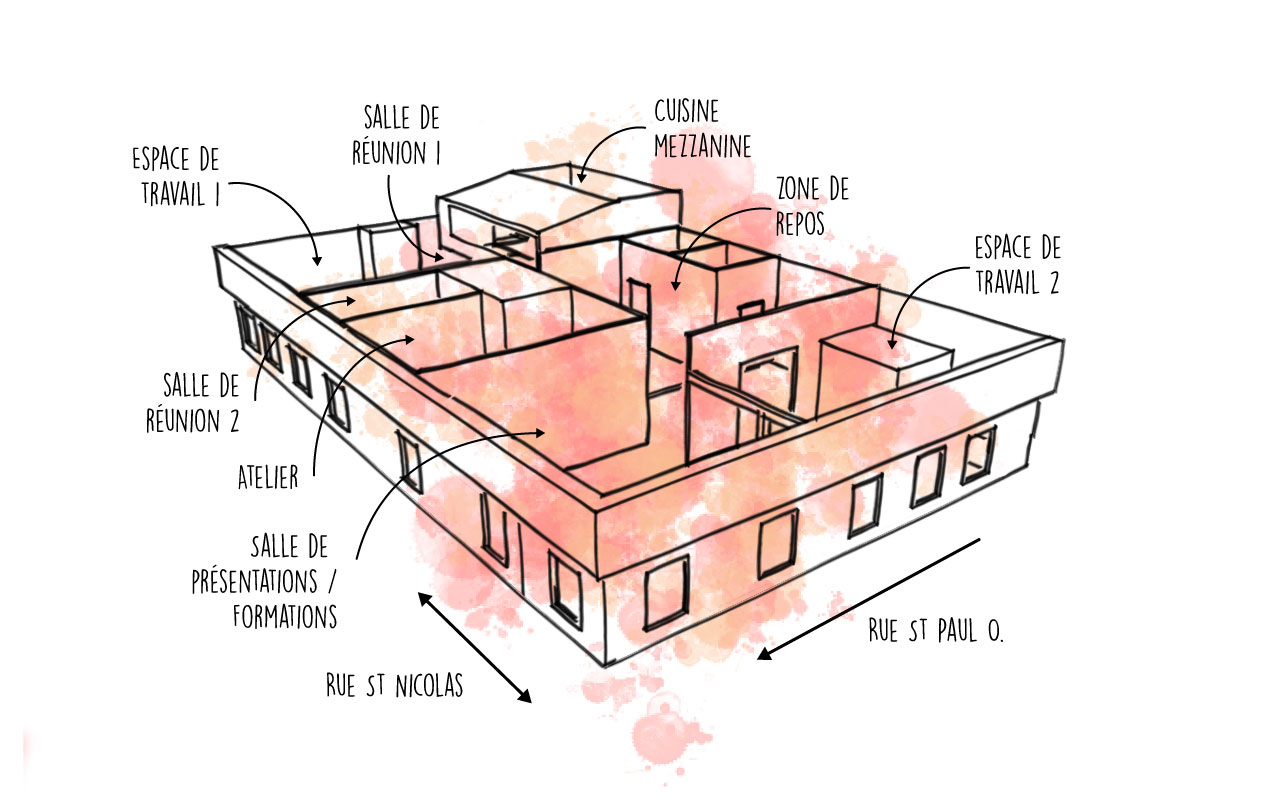 SALLE DE
RÉUNION 1
CUISINE
MEZZANINE
ESPACE DE
TRAVAIL 1
ZONE DE
REPOS
ESPACE DE
TRAVAIL 2
SALLE DE
RÉUNION 2
ATELIER
SALLE DE
PRÉSENTATIONS /
FORMATIONS
RUE ST PAUL O.
RUE ST NICOLAS